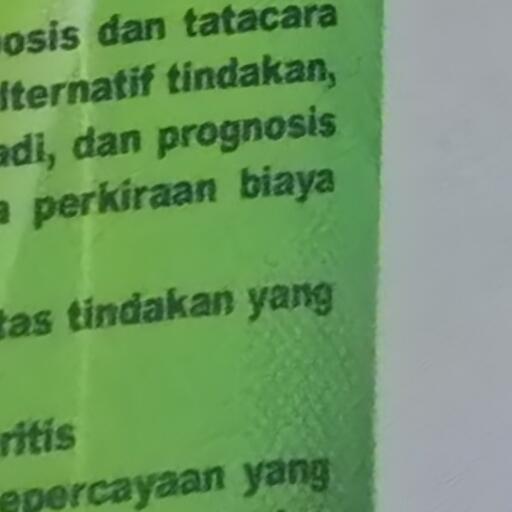 osis dan tatacara
lternatif tindakan,
adi, dan prognosis
a perkiraan biaya
tas tindakan yang
ritis
epercayaan yang